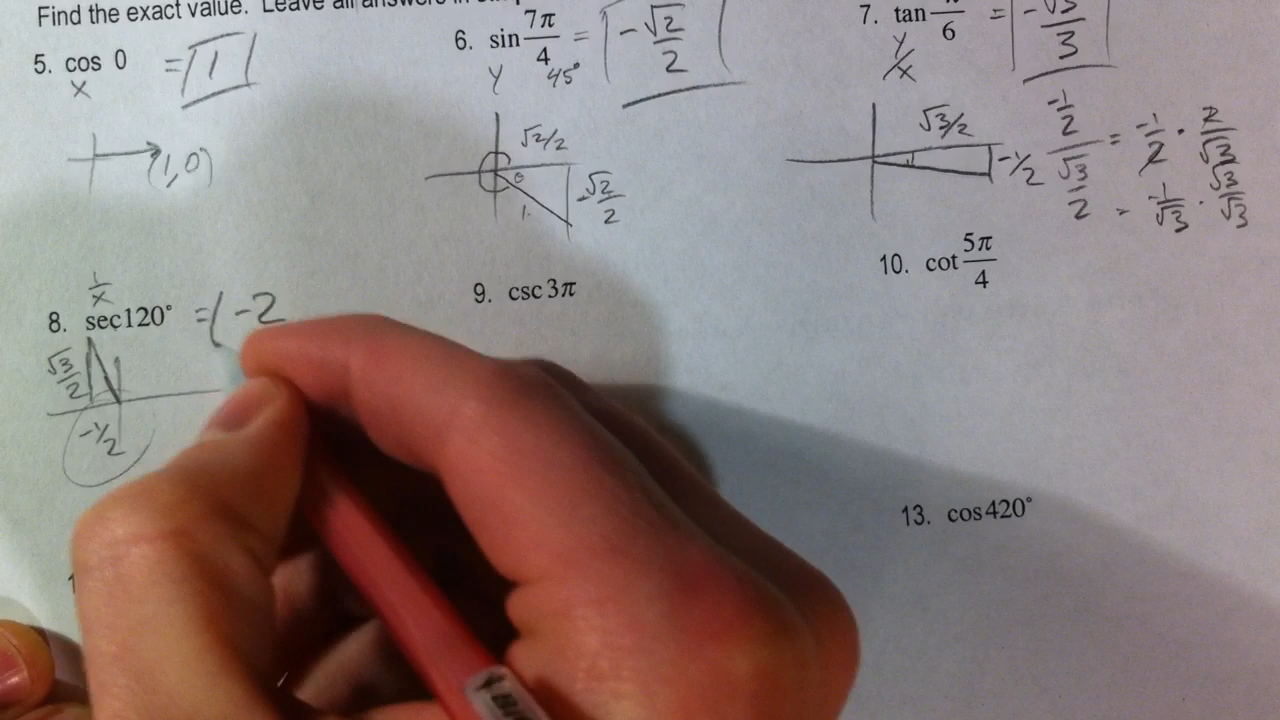 Find the exact value. Leave all answers in
5. cos 0 = 1
x
(1,0)
6. sin 7π/4 = -√2/2
y 45°
√2/2
θ
-√2/2
1
7. tan /6 = -√3/3
y/x
√3/2
-1/2
-1/2 / √3/2 = -1/2 · 2/√3
= -1/√3 · √3/√3
1/x
8. sec120° = -2
√3/2
-1/2
9. csc 3π
10. cot 5π/4
13. cos 420°